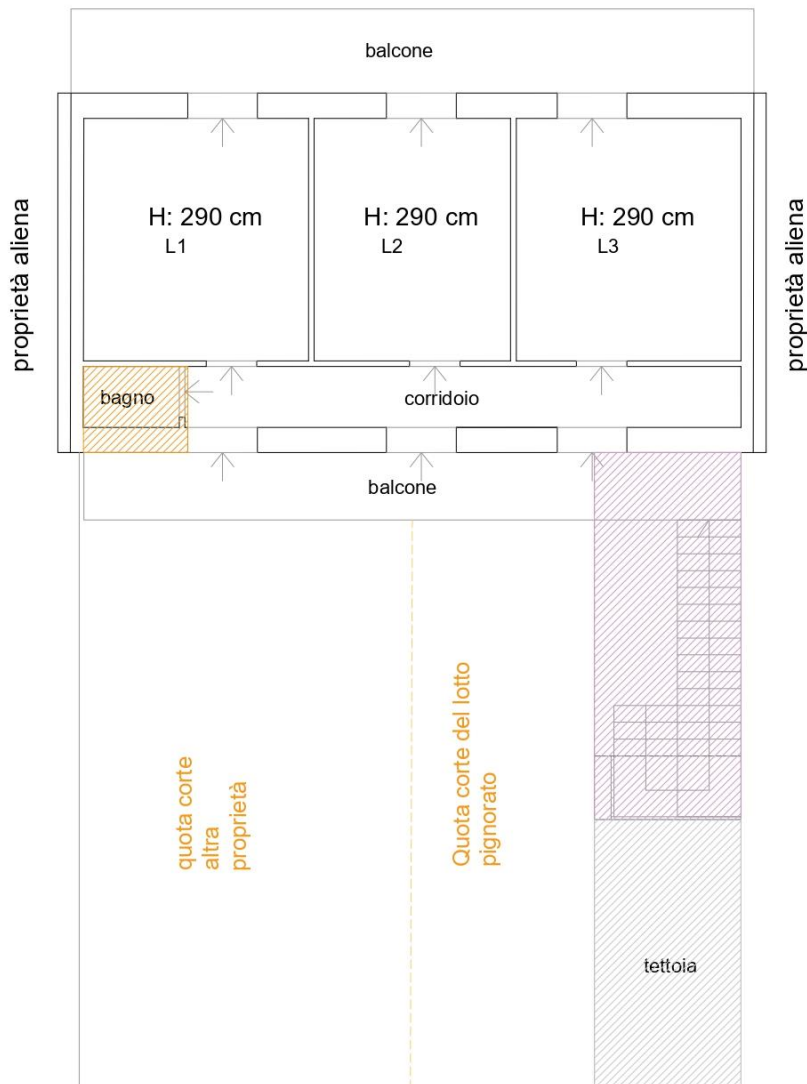 balcone
proprietà aliena
H: 290 cm
L1
H: 290 cm
L2
H: 290 cm
L3
proprietà aliena
bagno
corridoio
balcone
quota corte
altra
proprietà
Quota corte del lotto
pignorato
tettoia